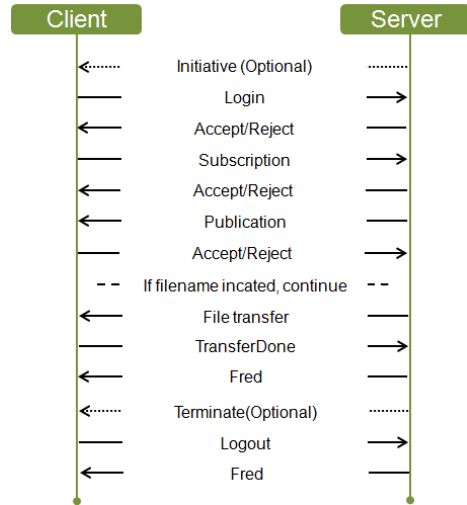 Client Server
Initiative (Optional)
Login
Accept/Reject
Subscription
Accept/Reject
Publication
Accept/Reject
If filename incated, continue
File transfer
TransferDone
Fred
Terminate(Optional)
Logout
Fred